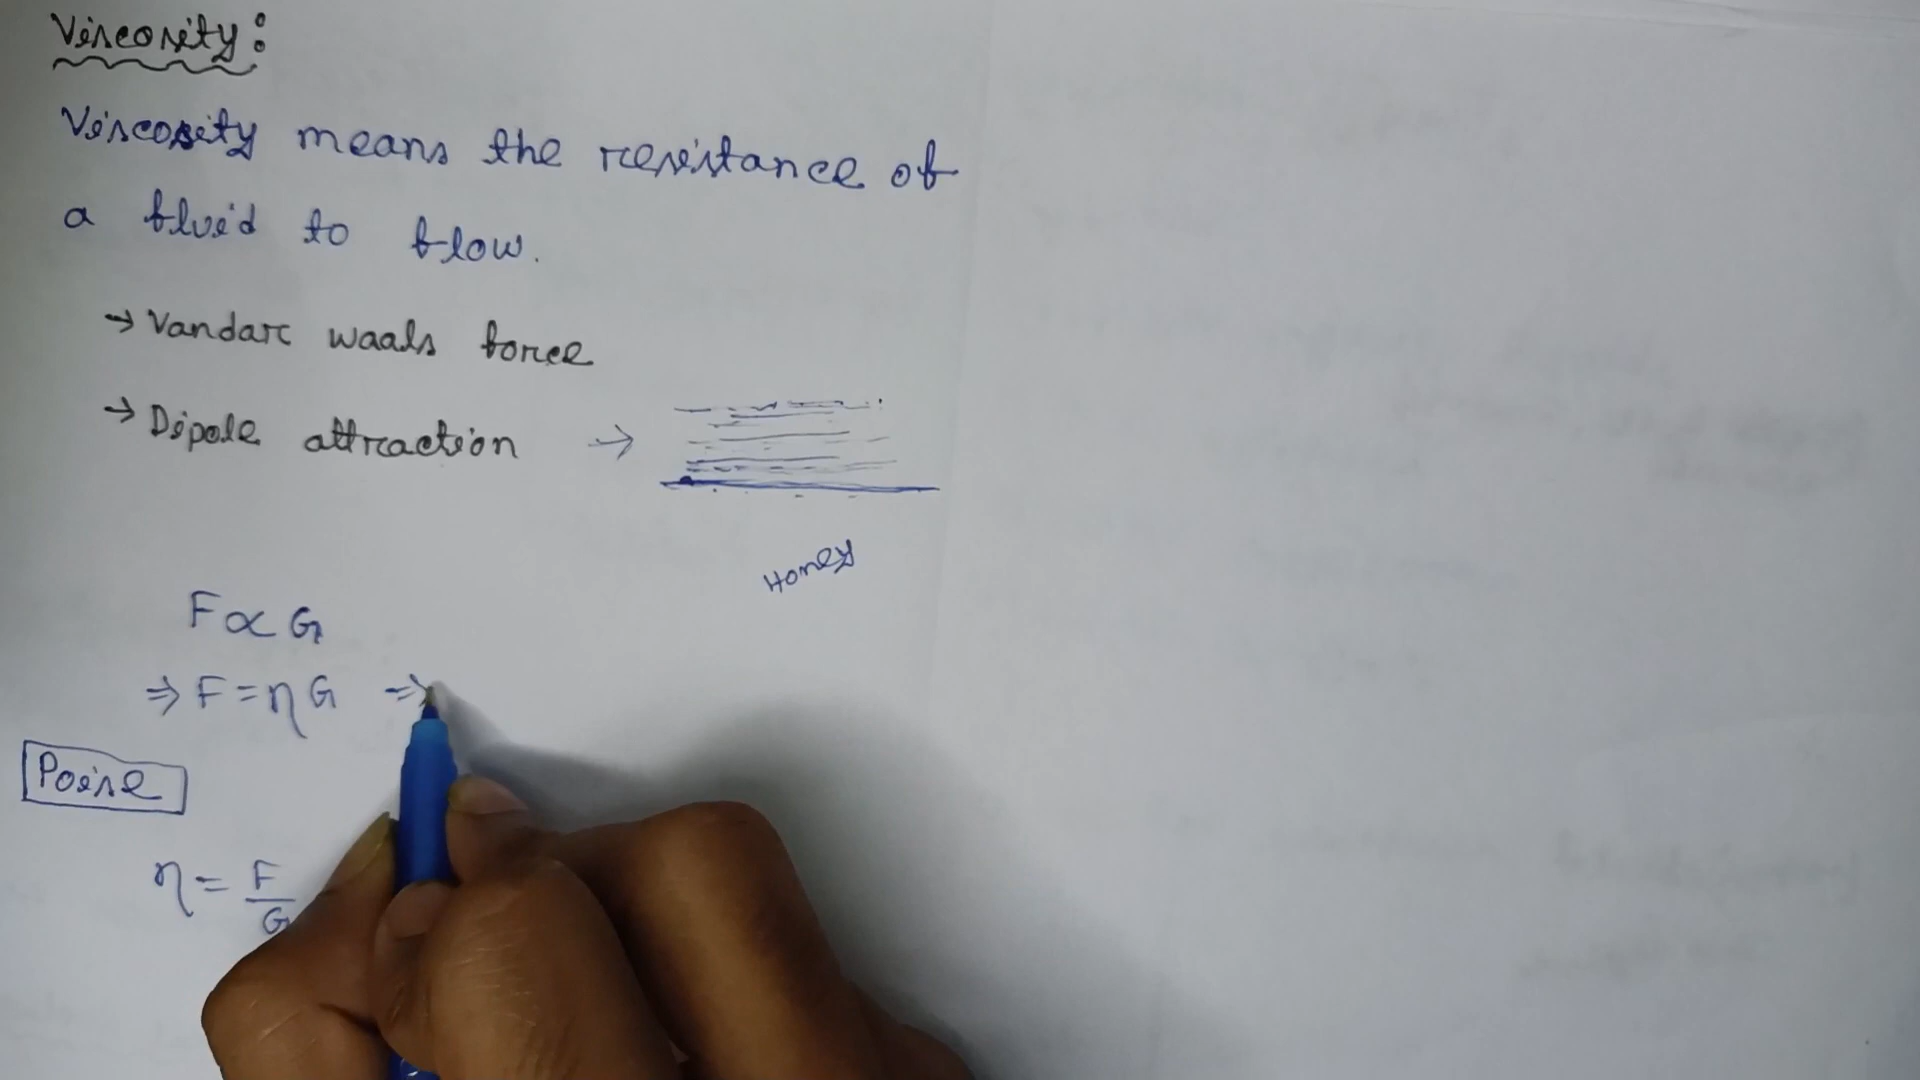 Viscosity:
Viscosity means the resistance of
a fluid to flow.
→ Vandar waals force
→ Dipole attraction →
Honey
F ∝ G
⇒ F = η G ⇒
Poise
η = F/G